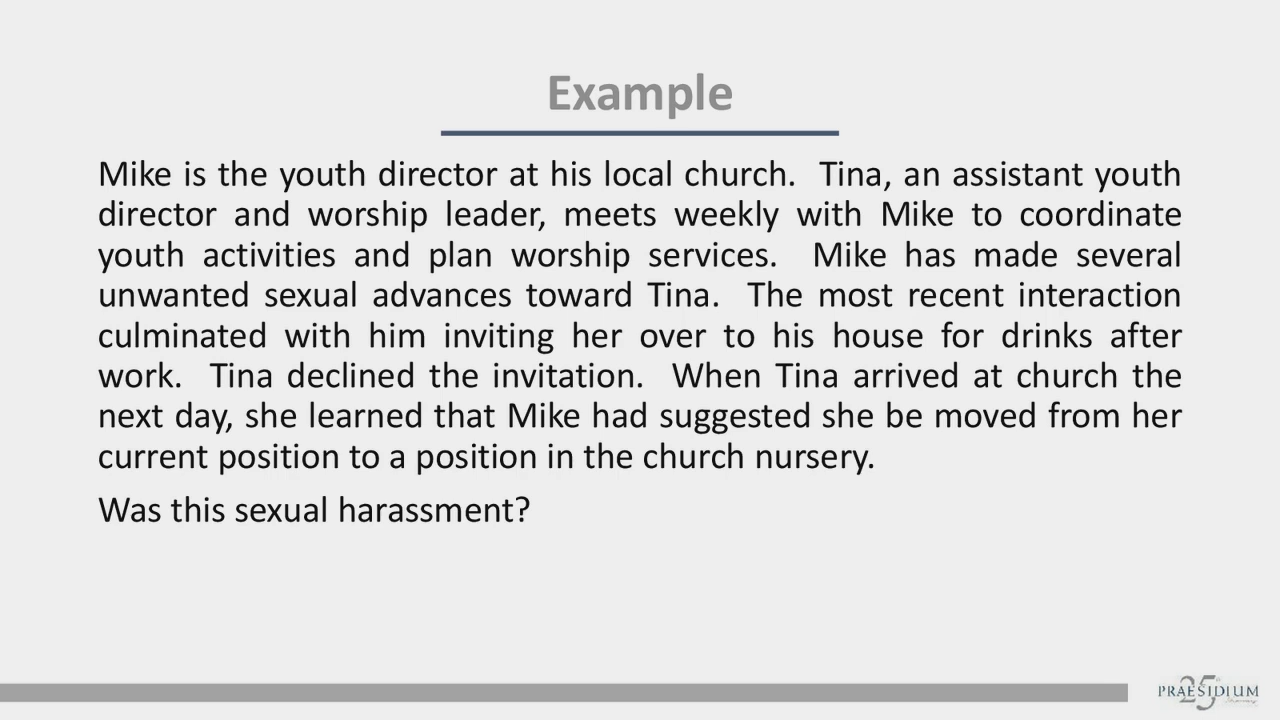 Example
Mike is the youth director at his local church. Tina, an assistant youth
director and worship leader, meets weekly with Mike to coordinate
youth activities and plan worship services. Mike has made several
unwanted sexual advances toward Tina. The most recent interaction
culminated with him inviting her over to his house for drinks after
work. Tina declined the invitation. When Tina arrived at church the
next day, she learned that Mike had suggested she be moved from her
current position to a position in the church nursery.
Was this sexual harassment?
25
PRAESIDIUM